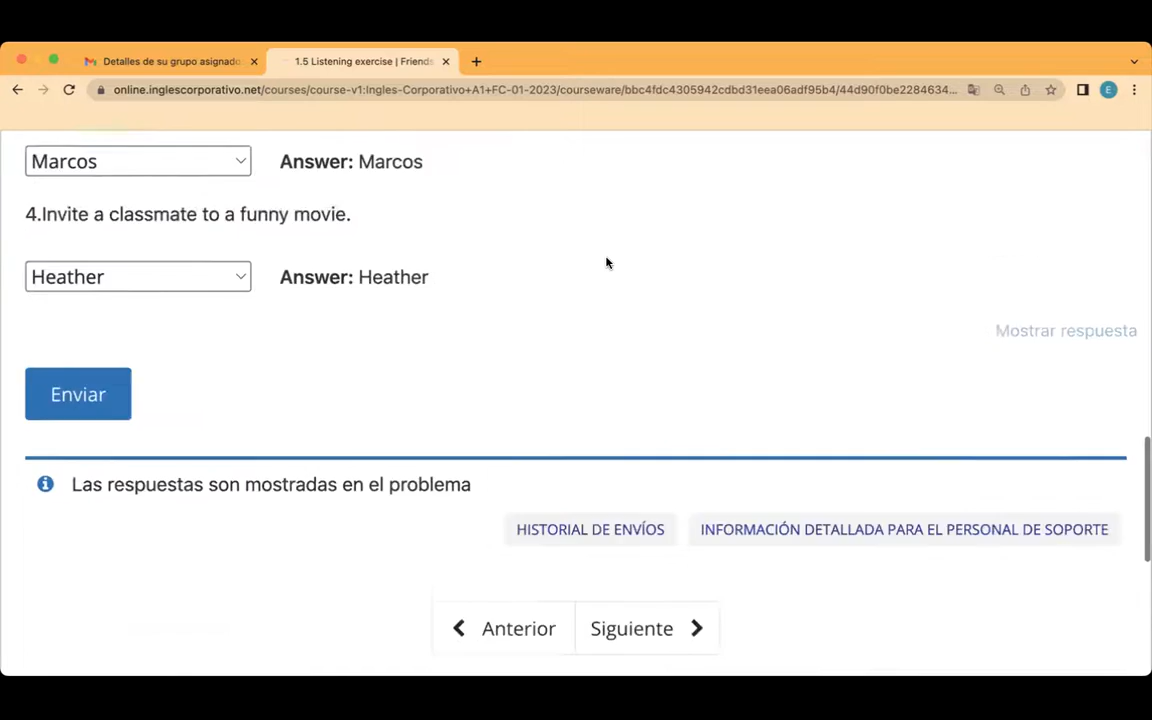 Detalles de su grupo asignado
1.5 Listening exercise | Friends
online.inglescorporativo.net/courses/course-v1:Ingles-Corporativo+A1+FC-01-2023/courseware/bbc4fdc4305942cdbd31eea06adf95b4/44d90f0be2284634...
E
Marcos
Answer: Marcos
4.Invite a classmate to a funny movie.
Heather
Answer: Heather
Mostrar respuesta
Enviar
Las respuestas son mostradas en el problema
HISTORIAL DE ENVÍOS
INFORMACIÓN DETALLADA PARA EL PERSONAL DE SOPORTE
Anterior
Siguiente